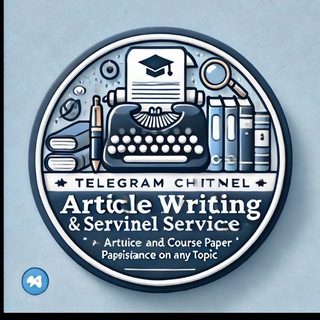 TELEGRAM CHITNEL
Article Writing
& Servinel Service
Artuice and Course Paper
Papsistance on any Topic